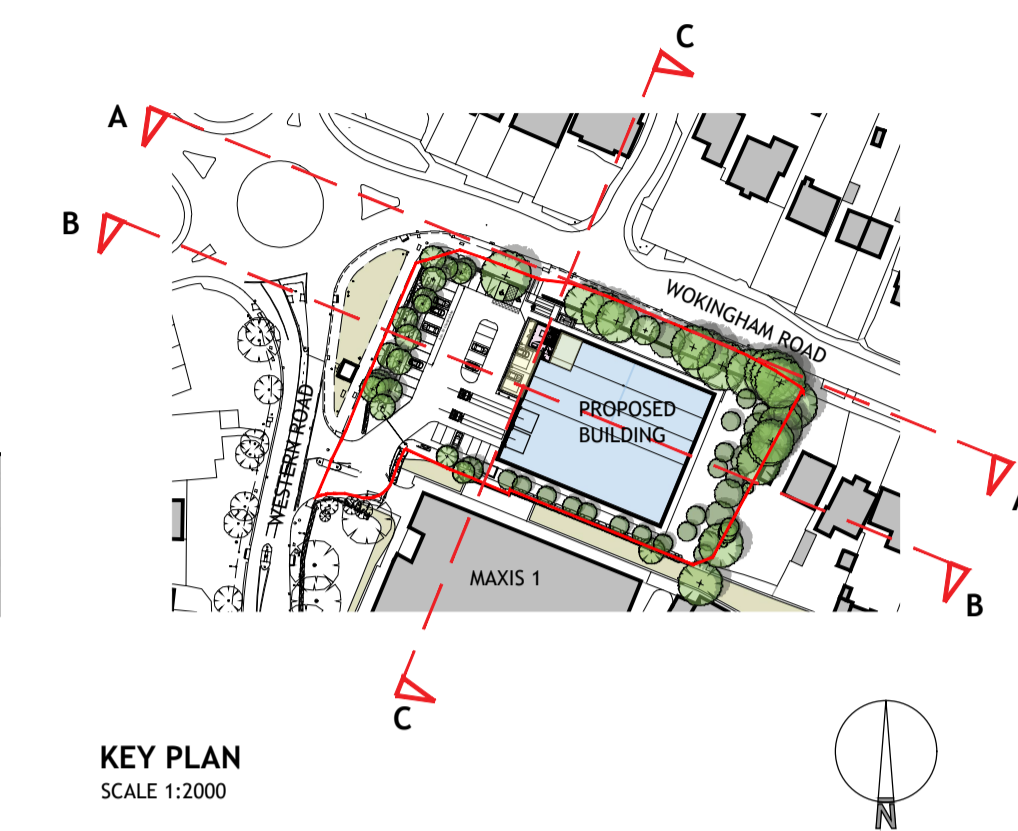 C
A
B
WOKINGHAM ROAD
WESTERN ROAD
PROPOSED
BUILDING
MAXIS 1
B
C
KEY PLAN
SCALE 1:2000
N